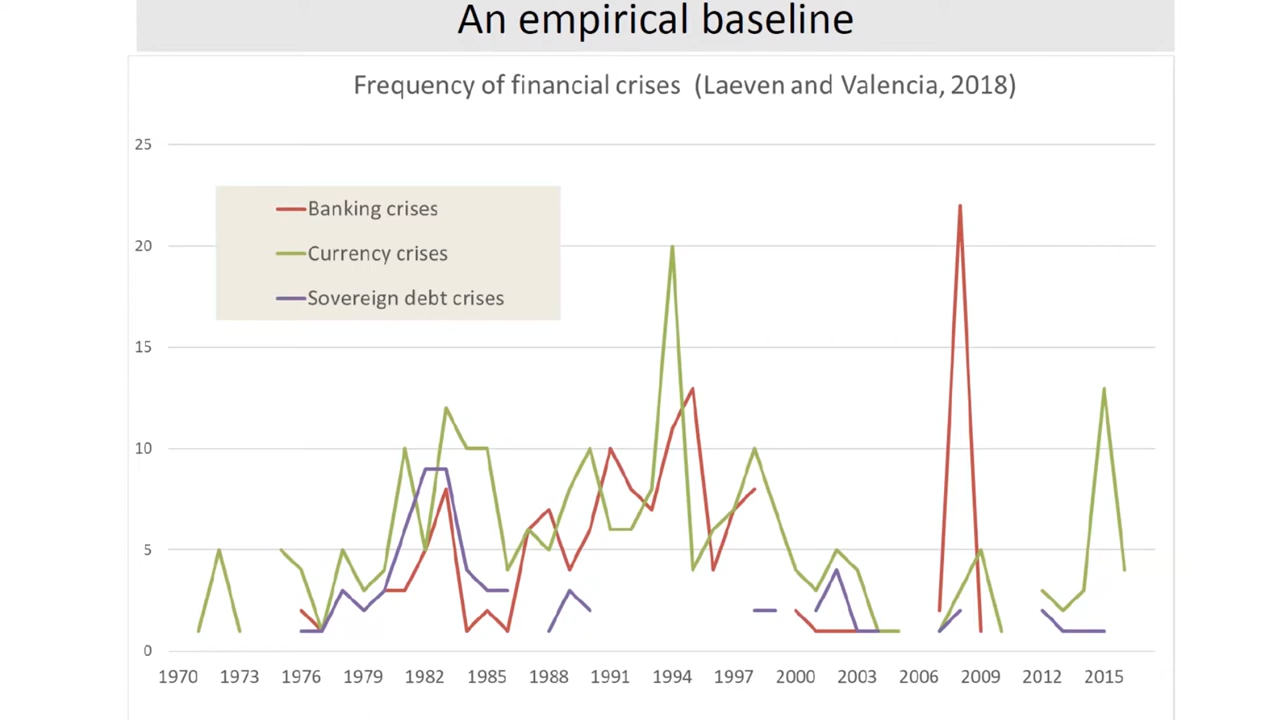 An empirical baseline
Frequency of financial crises (Laeven and Valencia, 2018)
25
20
15
10
5
0
Banking crises
Currency crises
Sovereign debt crises
1970 1973 1976 1979 1982 1985 1988 1991 1994 1997 2000 2003 2006 2009 2012 2015